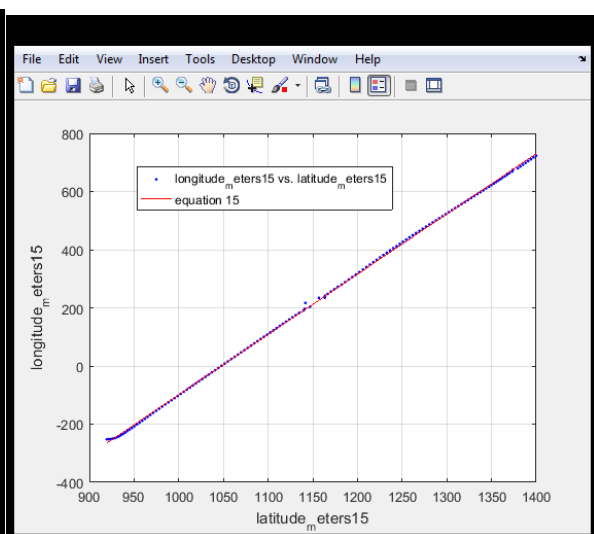 File Edit View Insert Tools Desktop Window Help
800
longitude_meters15 vs. latitude_meters15
equation 15
600
400
200
0
-200
-400
longitude_meters15
900 950 1000 1050 1100 1150 1200 1250 1300 1350 1400
latitude_meters15